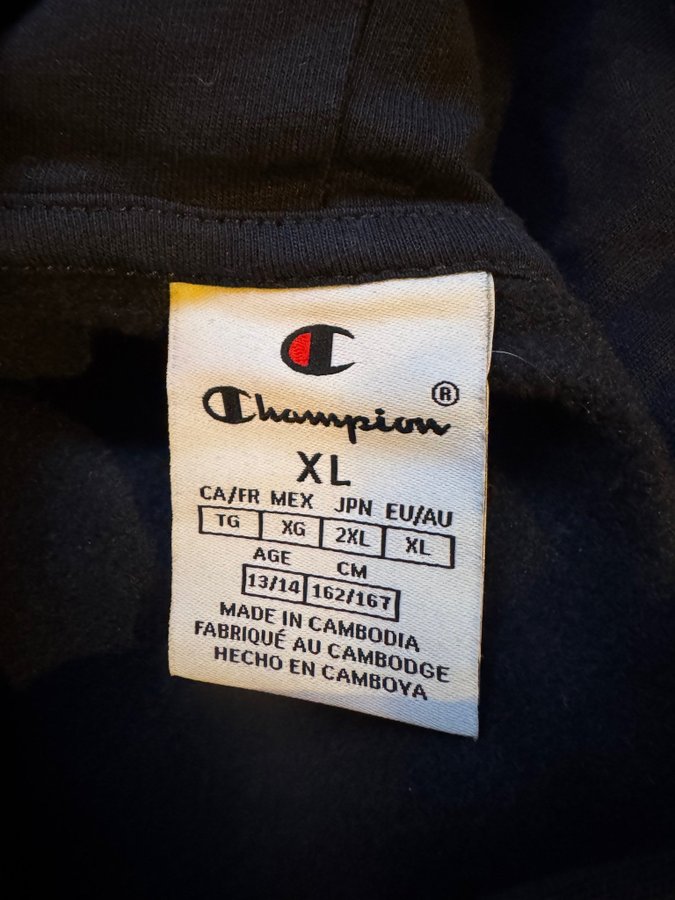 Champion®
XL
CA/FR MEX JPN EU/AU
TG XG 2XL XL
AGE CM
13/14 162/167
MADE IN CAMBODIA
FABRIQUÉ AU CAMBODGE
HECHO EN CAMBOYA